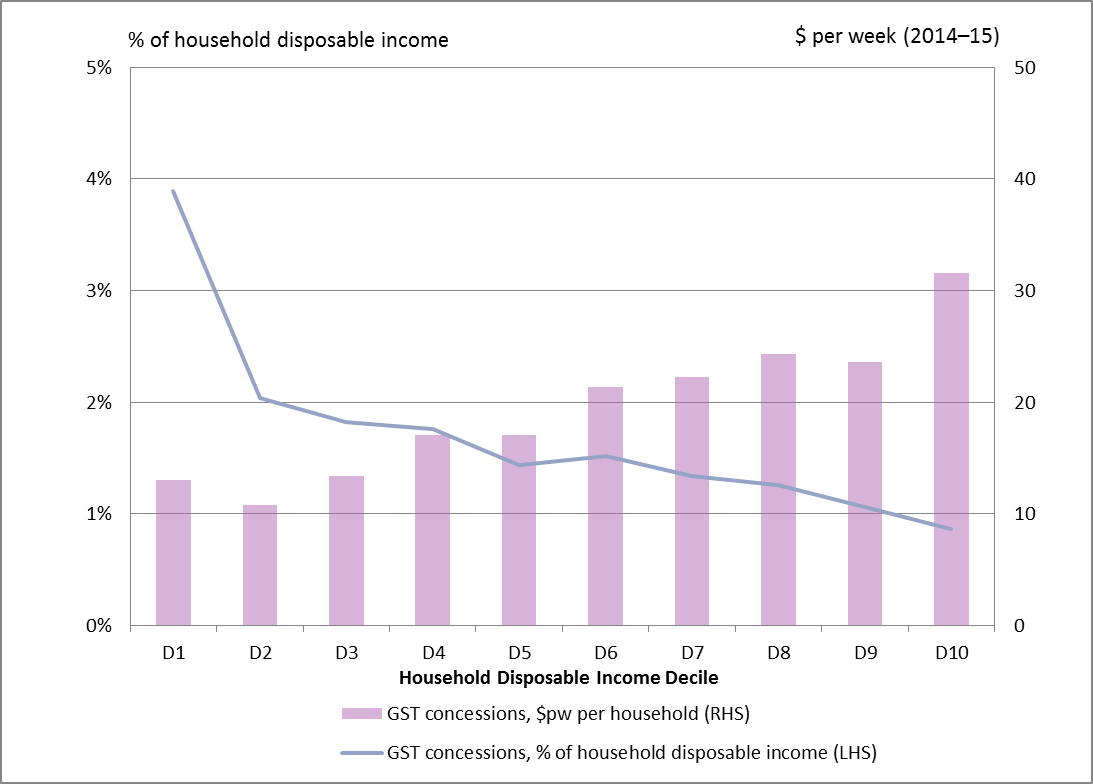 % of household disposable income
$ per week (2014–15)
5%
4%
3%
2%
1%
0%
50
40
30
20
10
0
D1 D2 D3 D4 D5 D6 D7 D8 D9 D10
Household Disposable Income Decile
GST concessions, $pw per household (RHS)
GST concessions, % of household disposable income (LHS)